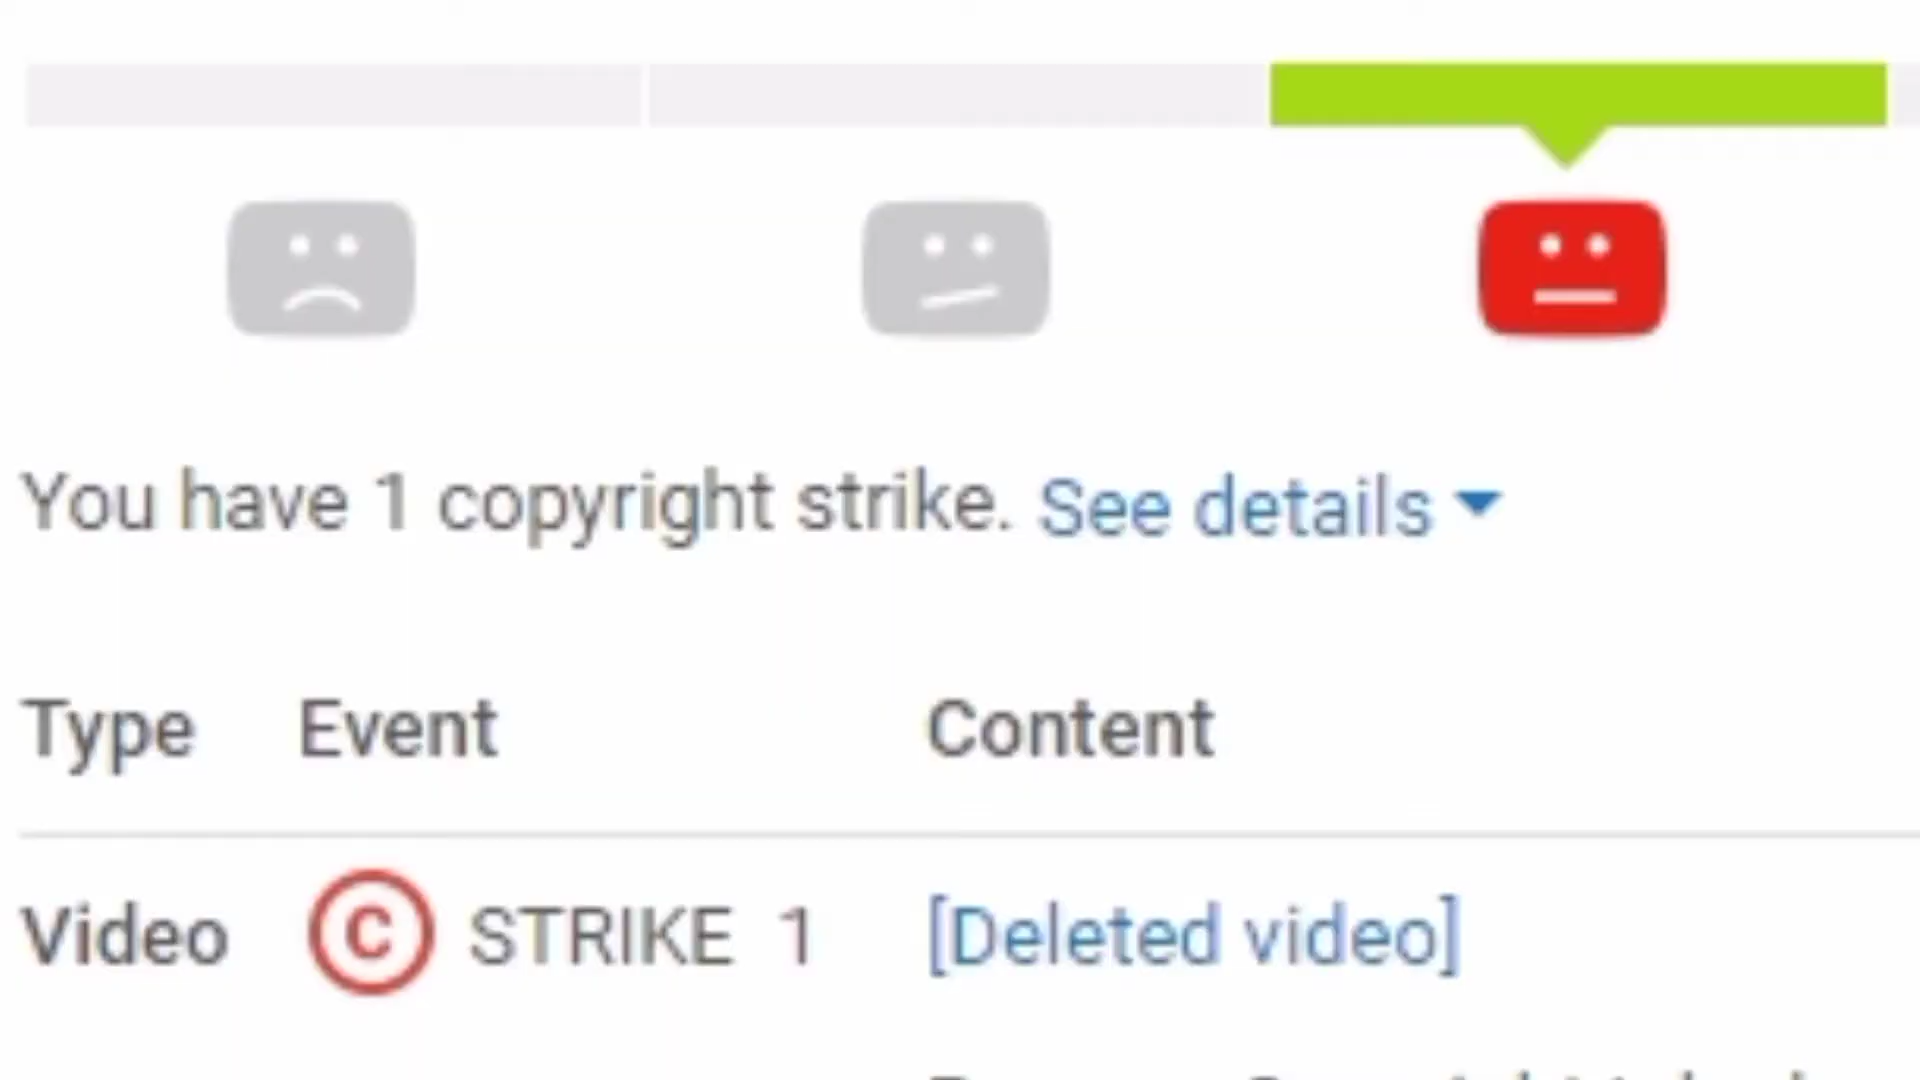 You have 1 copyright strike. See details
Type Event Content
Video © STRIKE 1 [Deleted video]